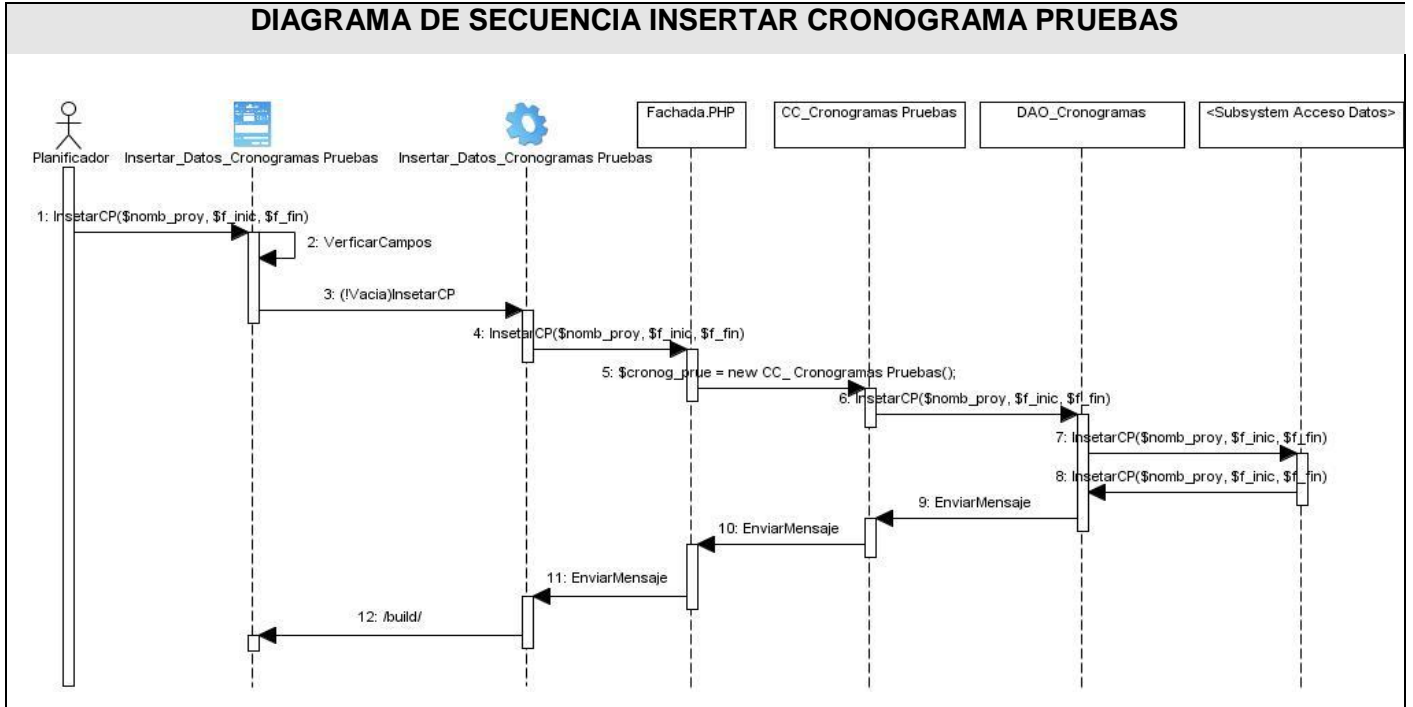 DIAGRAMA DE SECUENCIA INSERTAR CRONOGRAMA PRUEBAS
Fachada.PHP
CC_Cronogramas Pruebas
DAO_Cronogramas
<Subsystem Acceso Datos>
Planificador
Insertar_Datos_Cronogramas Pruebas
Insertar_Datos_Cronogramas Pruebas
1: InsetarCP($nomb_proy, $f_inic, $f_fin)
2: VerficarCampos
3: (!Vacia)InsetarCP
4: InsetarCP($nomb_proy, $f_inic, $f_fin)
5: $cronog_prue = new CC_ Cronogramas Pruebas();
6: InsetarCP($nomb_proy, $f_inic, $f_fin)
7: InsetarCP($nomb_proy, $f_inic, $f_fin)
8: InsetarCP($nomb_proy, $f_inic, $f_fin)
9: EnviarMensaje
10: EnviarMensaje
11: EnviarMensaje
12: /build/